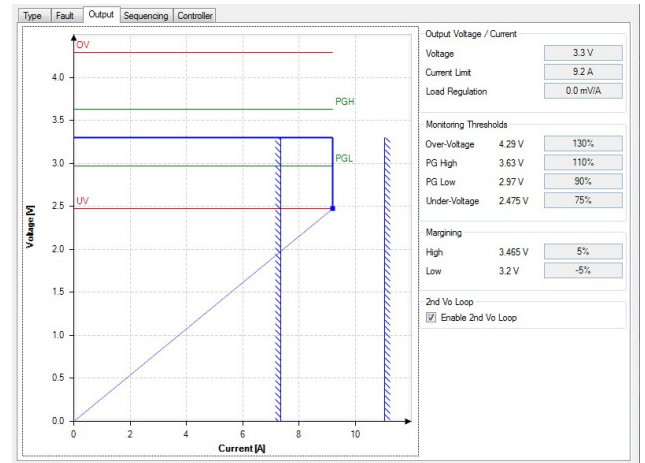 Type Fault Output Sequencing Controller
OV
PGH
PGL
UV
4.0
3.5
3.0
2.5
2.0
1.5
1.0
0.5
0.0
Voltage [V]
0 2 4 6 8 10
Current [A]
Output Voltage / Current
Voltage 3.3 V
Current Limit 9.2 A
Load Regulation 0.0 mV/A
Monitoring Thresholds
Over-Voltage 4.29 V 130%
PG High 3.63 V 110%
PG Low 2.97 V 90%
Under-Voltage 2.475 V 75%
Margining
High 3.465 V 5%
Low 3.2 V -5%
2nd Vo Loop
Enable 2nd Vo Loop